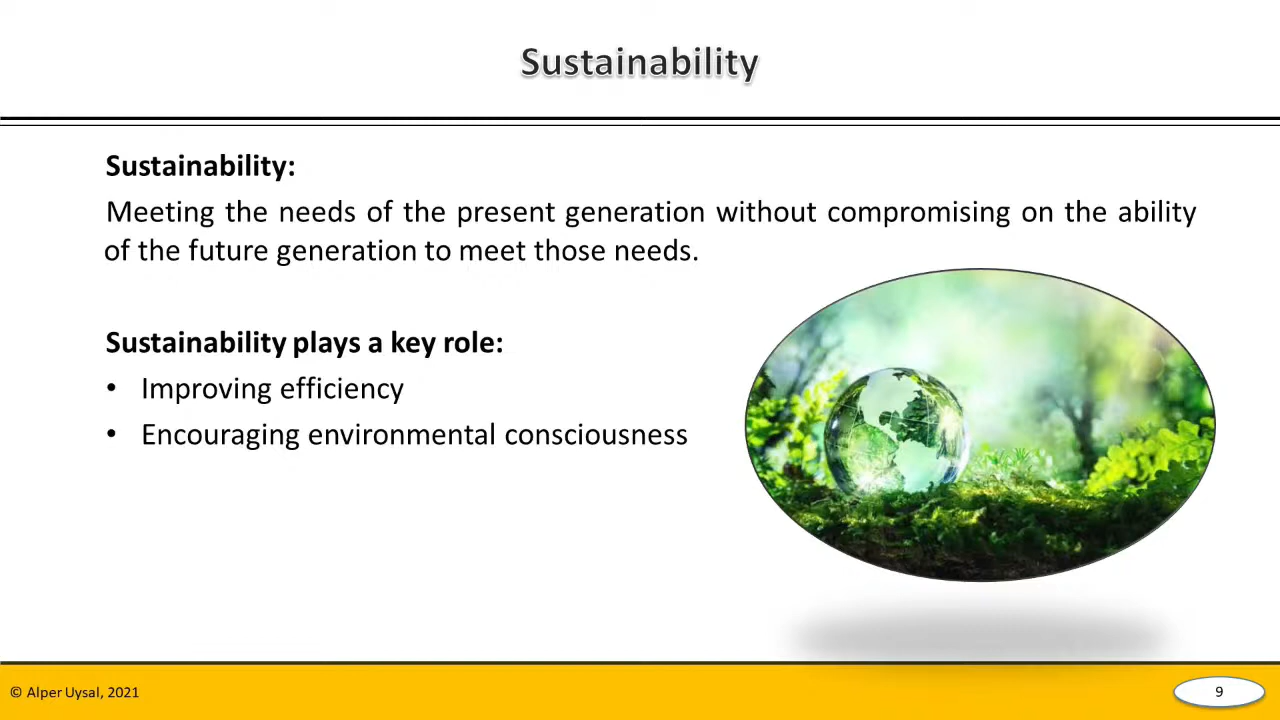 Sustainability
Sustainability:
Meeting the needs of the present generation without compromising on the ability
of the future generation to meet those needs.
Sustainability plays a key role:
• Improving efficiency
• Encouraging environmental consciousness
© Alper Uysal, 2021
9